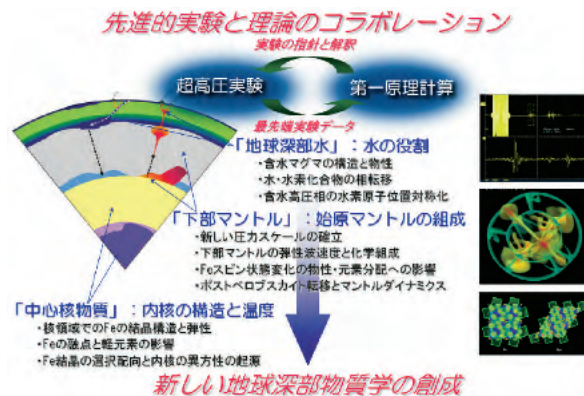 先進的実験と理論のコラボレーション
実験の指針と解釈
超高圧実験
第一原理計算
最先端実験データ
「地球深部水」：水の役割
・含水マグマの構造と物性
・水・水素化合物の相転移
・含水高圧相の水素原子位置対称化
「下部マントル」：始原マントルの組成
・新しい圧力スケールの確立
・下部マントルの弾性波速度と化学組成
・Feスピン状態変化の物性・元素分配への影響
・ポストペロブスカイト転移とマントルダイナミクス
「中心核物質」：内核の構造と温度
・核領域でのFeの結晶構造と弾性
・Feの融点と軽元素の影響
・Fe結晶の選択配向と内核の異方性の起源
新しい地球深部物質学の創成